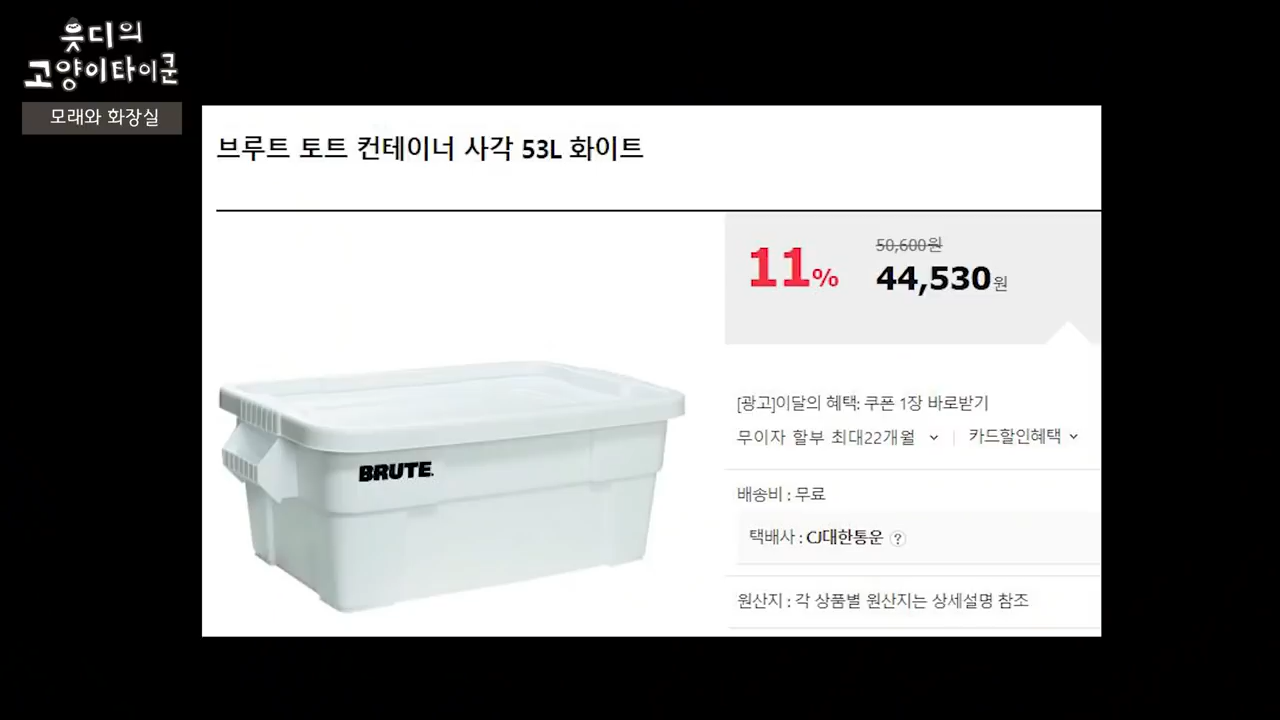 읏디의
고양이타이쿤
모래와 화장실
브루트 토트 컨테이너 사각 53L 화이트
11%
50,600원
44,530원
BRUTE.
[광고]이달의 혜택: 쿠폰 1장 바로받기
무이자 할부 최대22개월
카드할인혜택
배송비 : 무료
택배사 : CJ대한통운 ?
원산지 : 각 상품별 원산지는 상세설명 참조